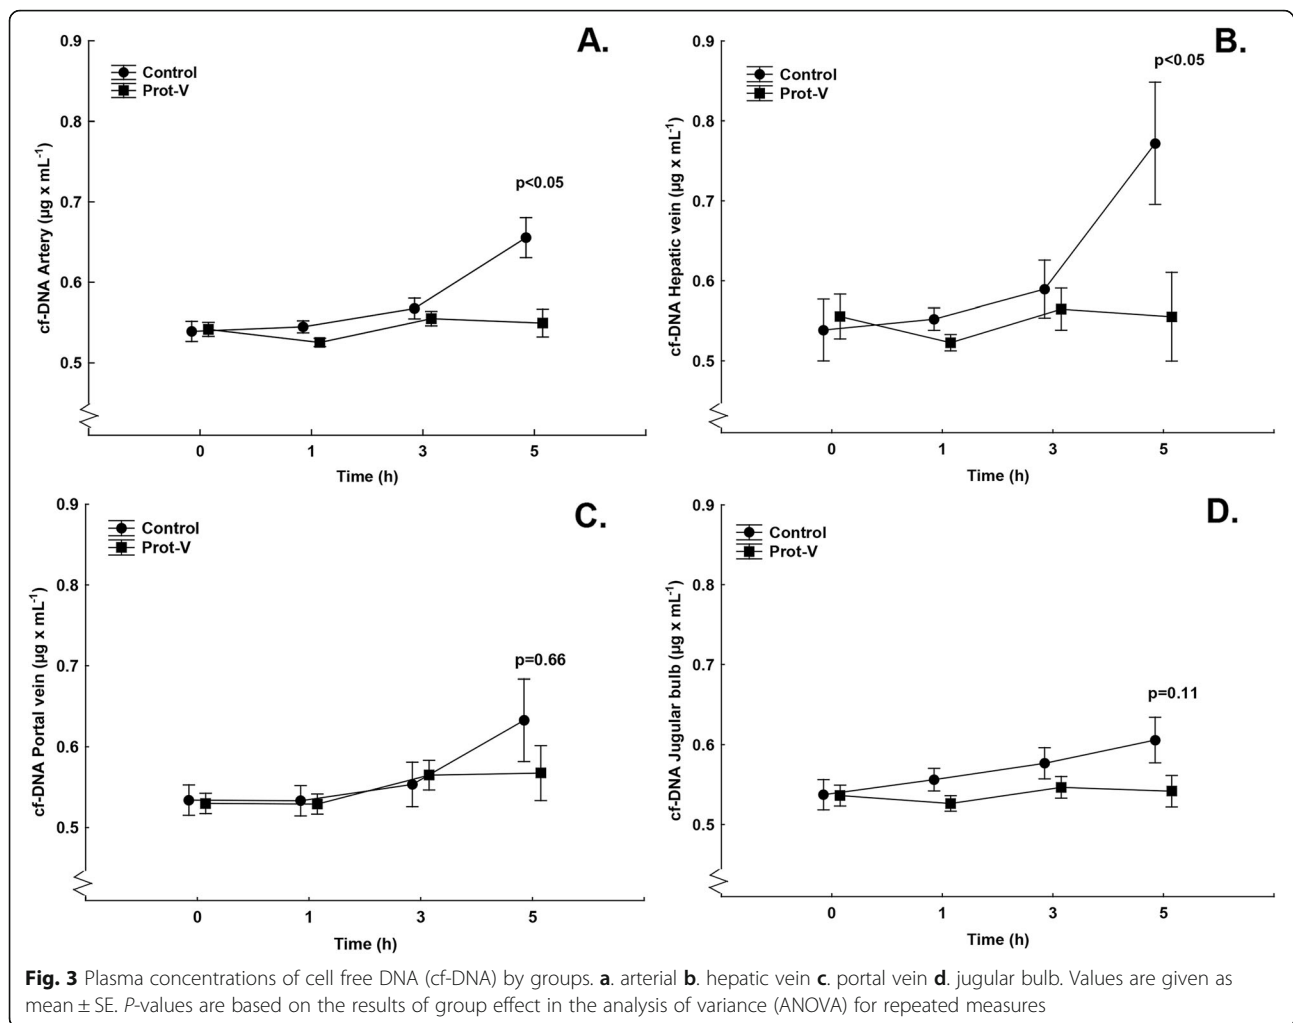 A.
0.9
Control
Prot-V
0.8
0.7
0.6
0.5
cf-DNA Artery (µg x mL-1)
p<0.05
0 1 3 5
Time (h)
B.
0.9
Control
Prot-V
0.8
0.7
0.6
0.5
cf-DNA Hepatic vein (µg x mL-1)
p<0.05
0 1 3 5
Time (h)
C.
0.9
Control
Prot-V
0.8
0.7
0.6
0.5
cf-DNA Portal vein (µg x mL-1)
p=0.66
0 1 3 5
Time (h)
D.
0.9
Control
Prot-V
0.8
0.7
0.6
0.5
cf-DNA Jugular bulb (µg x mL-1)
p=0.11
0 1 3 5
Time (h)
Fig. 3 Plasma concentrations of cell free DNA (cf-DNA) by groups. a. arterial b. hepatic vein c. portal vein d. jugular bulb. Values are given as
mean ± SE. P-values are based on the results of group effect in the analysis of variance (ANOVA) for repeated measures